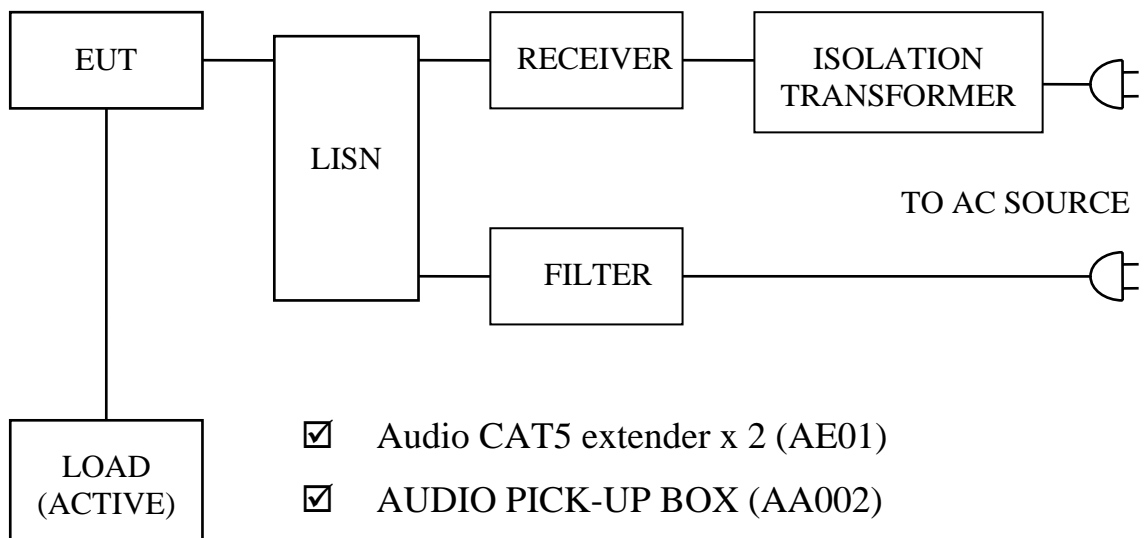 EUT
RECEIVER
ISOLATION
TRANSFORMER
LISN
TO AC SOURCE
FILTER
LOAD
(ACTIVE)
☑ Audio CAT5 extender x 2 (AE01)
☑ AUDIO PICK-UP BOX (AA002)